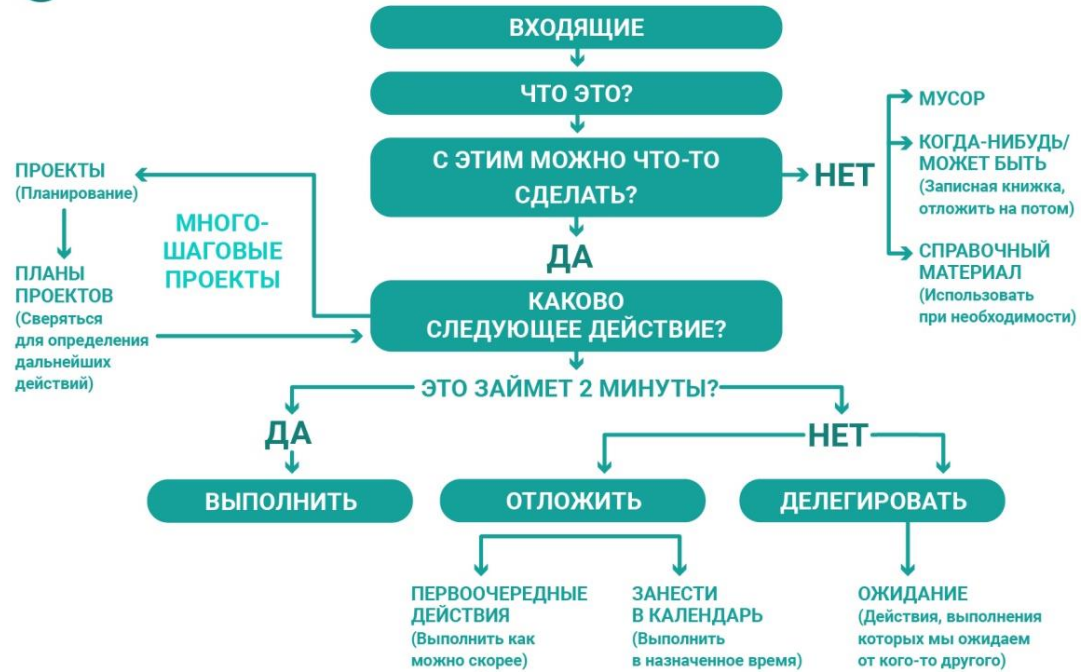 ВХОДЯЩИЕ
ЧТО ЭТО?
С ЭТИМ МОЖНО ЧТО-ТО
СДЕЛАТЬ?
НЕТ
МУСОР
КОГДА-НИБУДЬ/
МОЖЕТ БЫТЬ
(Записная книжка,
отложить на потом)
СПРАВОЧНЫЙ
МАТЕРИАЛ
(Использовать
при необходимости)
ПРОЕКТЫ
(Планирование)
МНОГО-
ШАГОВЫЕ
ПРОЕКТЫ
ПЛАНЫ
ПРОЕКТОВ
(Сверяться
для определения
дальнейших
действий)
ДА
КАКОВО
СЛЕДУЮЩЕЕ ДЕЙСТВИЕ?
ЭТО ЗАЙМЕТ 2 МИНУТЫ?
ДА
НЕТ
ВЫПОЛНИТЬ
ОТЛОЖИТЬ
ДЕЛЕГИРОВАТЬ
ПЕРВООЧЕРЕДНЫЕ
ДЕЙСТВИЯ
(Выполнить как
можно скорее)
ЗАНЕСТИ
В КАЛЕНДАРЬ
(Выполнить
в назначенное время)
ОЖИДАНИЕ
(Действия, выполнения
которых мы ожидаем
от кого-то другого)